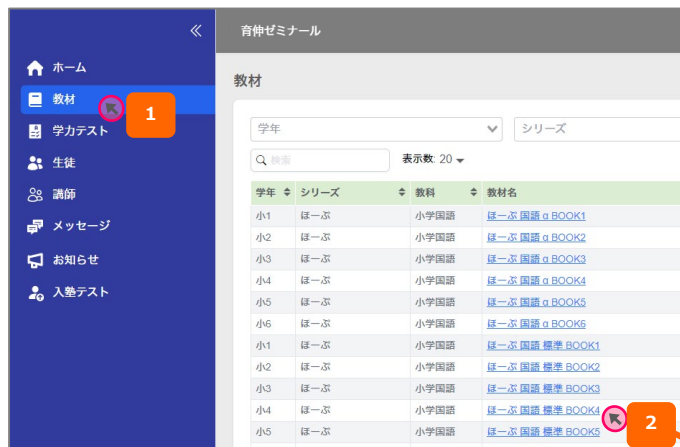 育伸ゼミナール
ホーム
教材
1
学力テスト
生徒
講師
メッセージ
お知らせ
入塾テスト
教材
学年 シリーズ
検索 表示数: 20
学年 シリーズ 教科 教材名
小1 ほーぷ 小学国語 ほーぷ 国語 α BOOK1
小2 ほーぷ 小学国語 ほーぷ 国語 α BOOK2
小3 ほーぷ 小学国語 ほーぷ 国語 α BOOK3
小4 ほーぷ 小学国語 ほーぷ 国語 α BOOK4
小5 ほーぷ 小学国語 ほーぷ 国語 α BOOK5
小6 ほーぷ 小学国語 ほーぷ 国語 α BOOK6
小1 ほーぷ 小学国語 ほーぷ 国語 標準 BOOK1
小2 ほーぷ 小学国語 ほーぷ 国語 標準 BOOK2
小3 ほーぷ 小学国語 ほーぷ 国語 標準 BOOK3
小4 ほーぷ 小学国語 ほーぷ 国語 標準 BOOK4
小5 ほーぷ 小学国語 ほーぷ 国語 標準 BOOK5
2